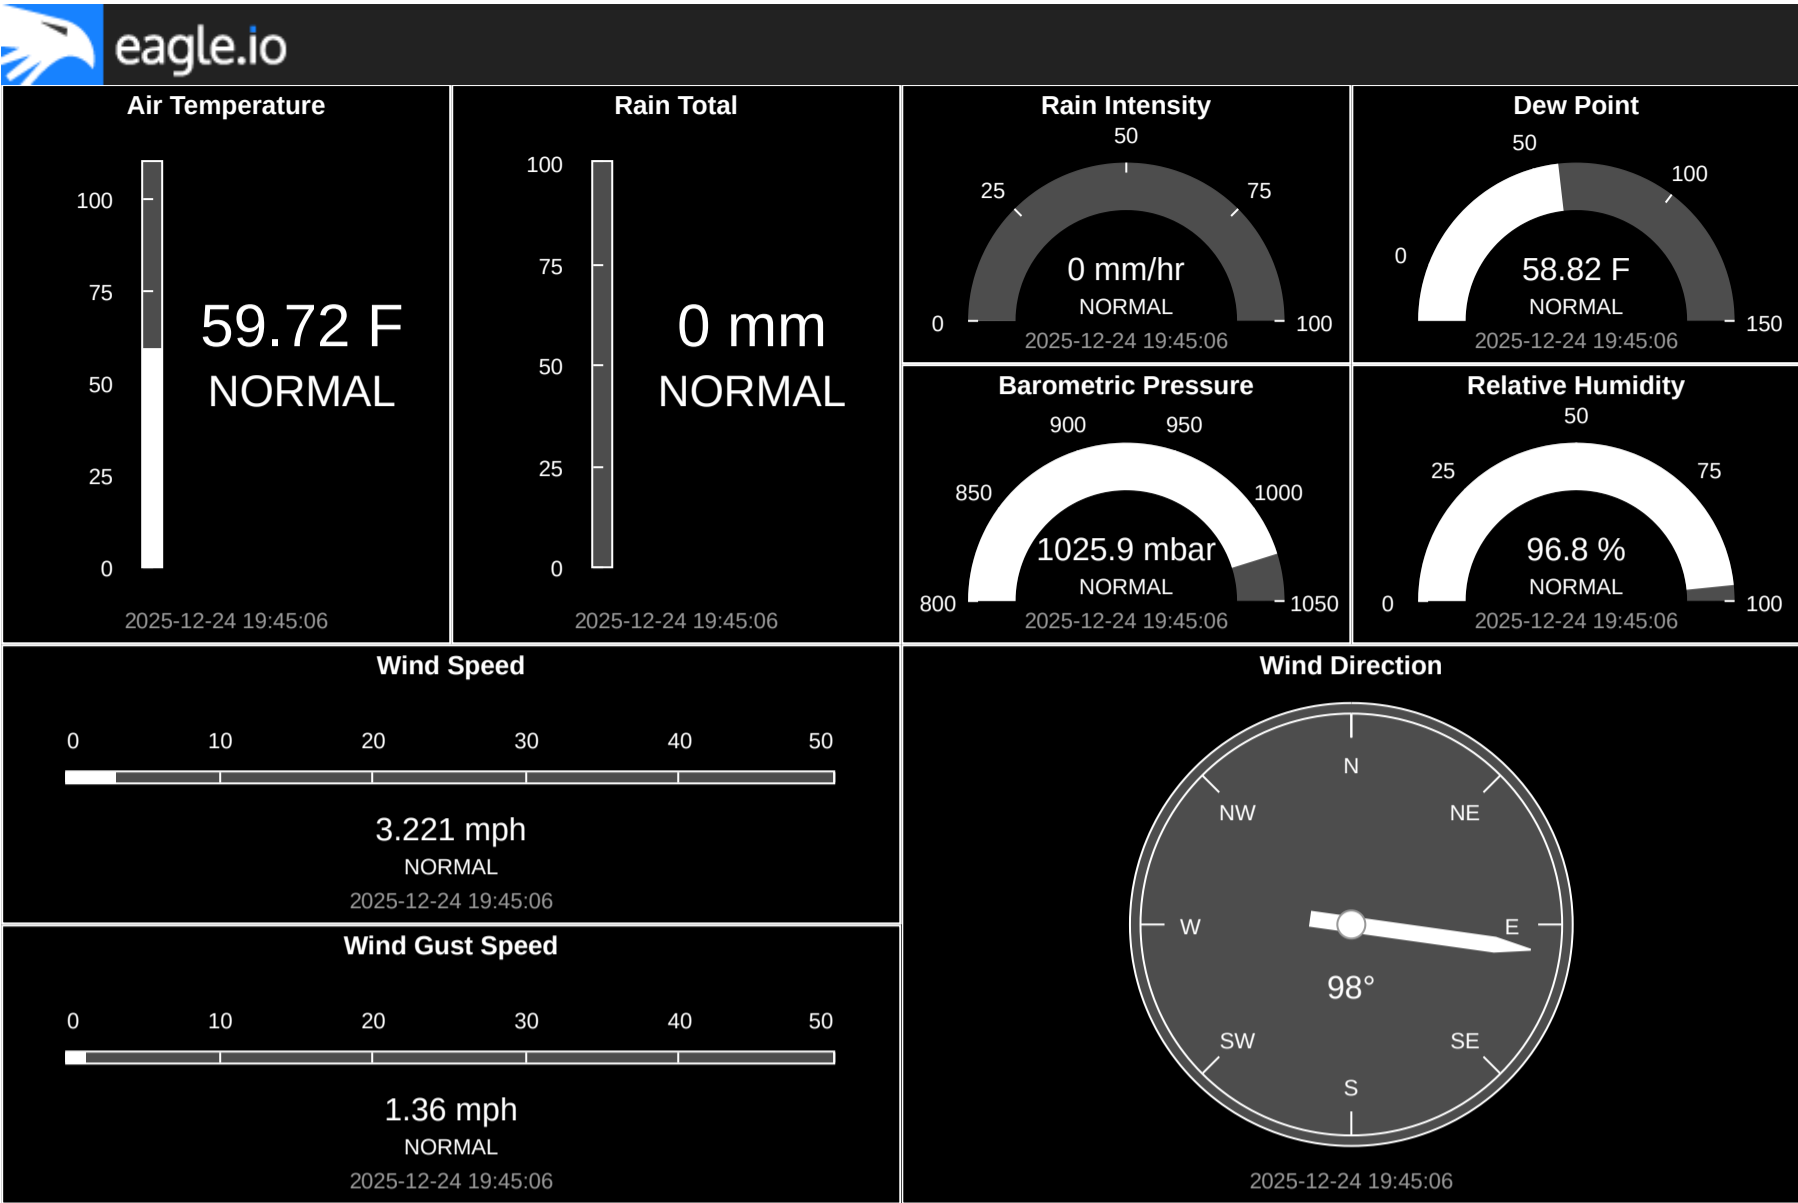 eagle.io
Air Temperature
100
75
50
25
0
59.72 F
NORMAL
2025-12-24 19:45:06
Rain Total
100
75
50
25
0
0 mm
NORMAL
2025-12-24 19:45:06
Rain Intensity
50
25
75
0
100
0 mm/hr
NORMAL
2025-12-24 19:45:06
Dew Point
50
100
0
150
58.82 F
NORMAL
2025-12-24 19:45:06
Barometric Pressure
900
950
850
1000
800
1050
1025.9 mbar
NORMAL
2025-12-24 19:45:06
Relative Humidity
50
25
75
0
100
96.8 %
NORMAL
2025-12-24 19:45:06
Wind Speed
0 10 20 30 40 50
3.221 mph
NORMAL
2025-12-24 19:45:06
Wind Gust Speed
0 10 20 30 40 50
1.36 mph
NORMAL
2025-12-24 19:45:06
Wind Direction
N
NW NE
W E
98°
SW SE
S
2025-12-24 19:45:06